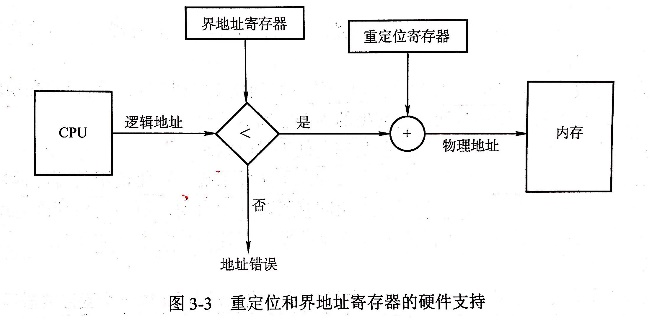 界地址寄存器
重定位寄存器
CPU
逻辑地址
<
是
+
物理地址
内存
否
地址错误
图 3-3 重定位和界地址寄存器的硬件支持